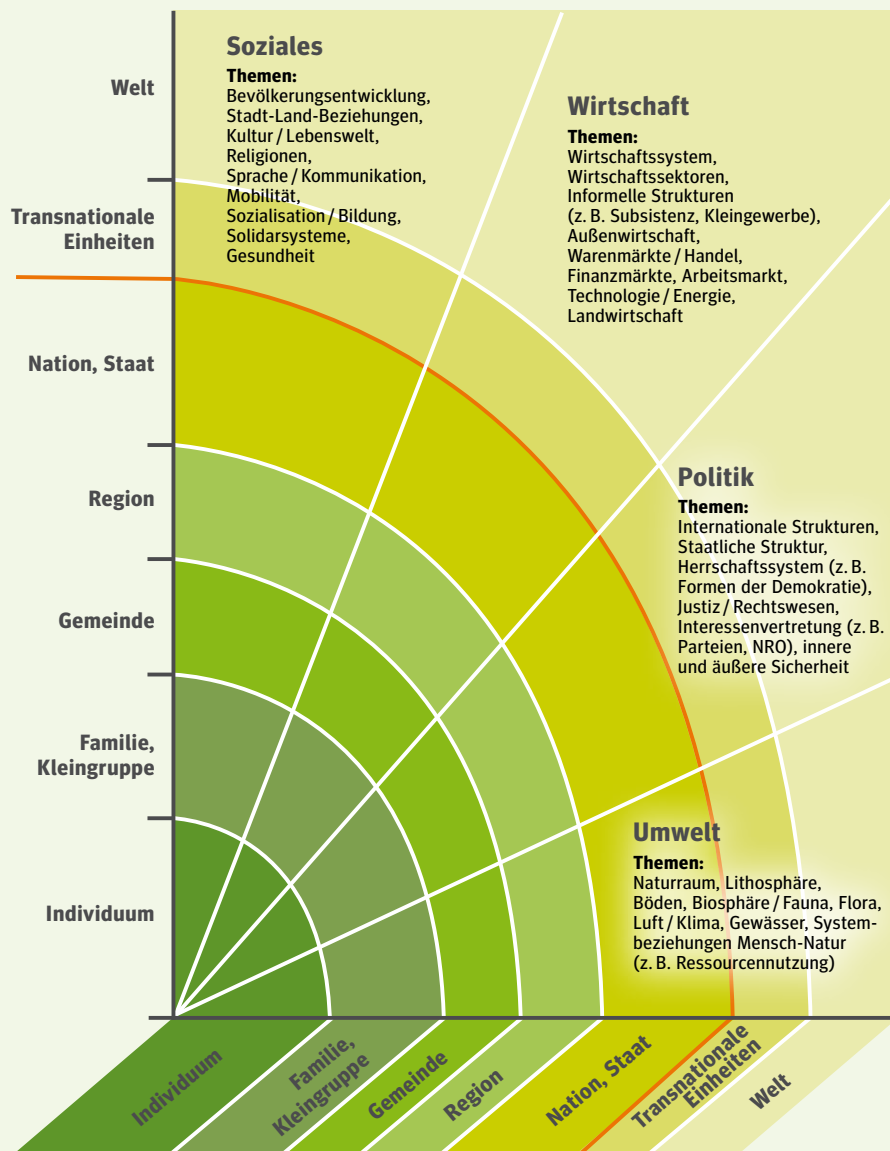 Welt
Transnationale
Einheiten
Nation, Staat
Region
Gemeinde
Familie,
Kleingruppe
Individuum
Soziales
Themen:
Bevölkerungsentwicklung,
Stadt-Land-Beziehungen,
Kultur / Lebenswelt,
Religionen,
Sprache / Kommunikation,
Mobilität,
Sozialisation / Bildung,
Solidarsysteme,
Gesundheit
Wirtschaft
Themen:
Wirtschaftssystem,
Wirtschaftssektoren,
Informelle Strukturen
(z. B. Subsistenz, Kleingewerbe),
Außenwirtschaft,
Warenmärkte / Handel,
Finanzmärkte, Arbeitsmarkt,
Technologie / Energie,
Landwirtschaft
Politik
Themen:
Internationale Strukturen,
Staatliche Struktur,
Herrschaftssystem (z. B.
Formen der Demokratie),
Justiz / Rechtswesen,
Interessenvertretung (z. B.
Parteien, NRO), innere
und äußere Sicherheit
Umwelt
Themen:
Naturraum, Lithosphäre,
Böden, Biosphäre / Fauna, Flora,
Luft / Klima, Gewässer, System-
beziehungen Mensch-Natur
(z. B. Ressourcennutzung)
Individuum
Familie,
Kleingruppe
Gemeinde
Region
Nation, Staat
Transnationale
Einheiten
Welt